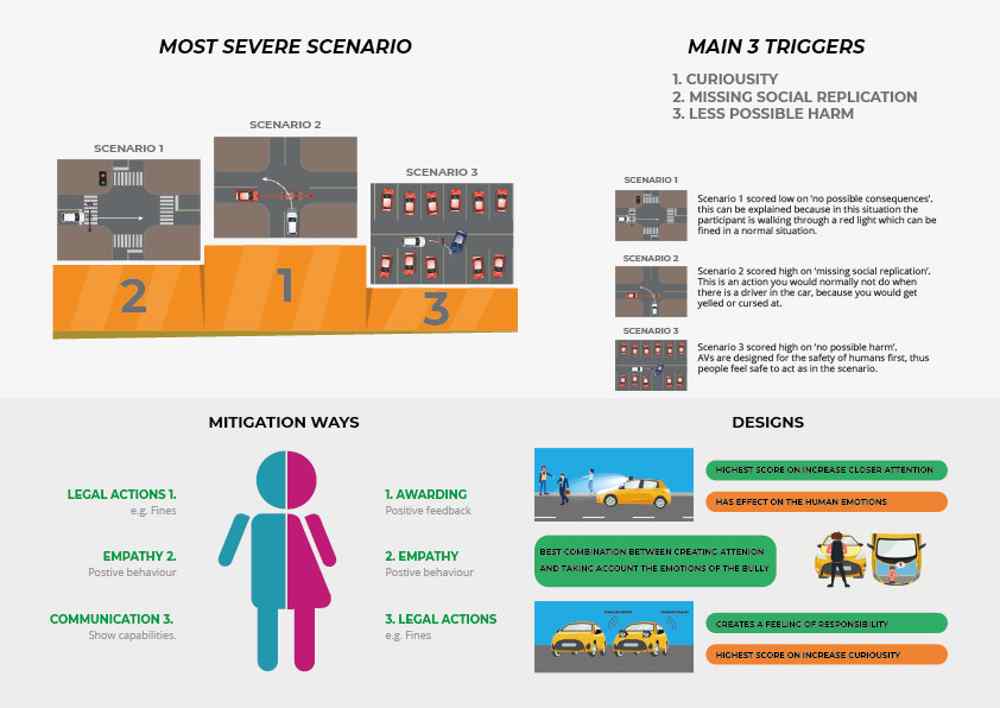 MOST SEVERE SCENARIO
SCENARIO 1
SCENARIO 2
SCENARIO 3
2
1
3
MAIN 3 TRIGGERS
1. CURIOUSITY
2. MISSING SOCIAL REPLICATION
3. LESS POSSIBLE HARM
SCENARIO 1
Scenario 1 scored low on 'no possible consequences'.
this can be explained because in this situation the
participant is walking through a red light which can be
fined in a normal situation.
SCENARIO 2
Scenario 2 scored high on 'missing social replication'.
This is an action you would normally not do when
there is a driver in the car, because you would get
yelled or cursed at.
SCENARIO 3
Scenario 3 scored high on 'no possible harm'.
AVs are designed for the safety of humans first, thus
people feel safe to act as in the scenario.
MITIGATION WAYS
LEGAL ACTIONS 1.
e.g. Fines
EMPATHY 2.
Postive behaviour
COMMUNICATION 3.
Show capabilities.
1. AWARDING
Positive feedback
2. EMPATHY
Postive behaviour
3. LEGAL ACTIONS
e.g. Fines
DESIGNS
HIGHEST SCORE ON INCREASE CLOSER ATTENTION
HAS EFFECT ON THE HUMAN EMOTIONS
BEST COMBINATION BETWEEN CREATING ATTENION
AND TAKING ACCOUNT THE EMOTIONS OF THE BULLY
CREATES A FEELING OF RESPONSIBILITY
HIGHEST SCORE ON INCREASE CURIOUSITY